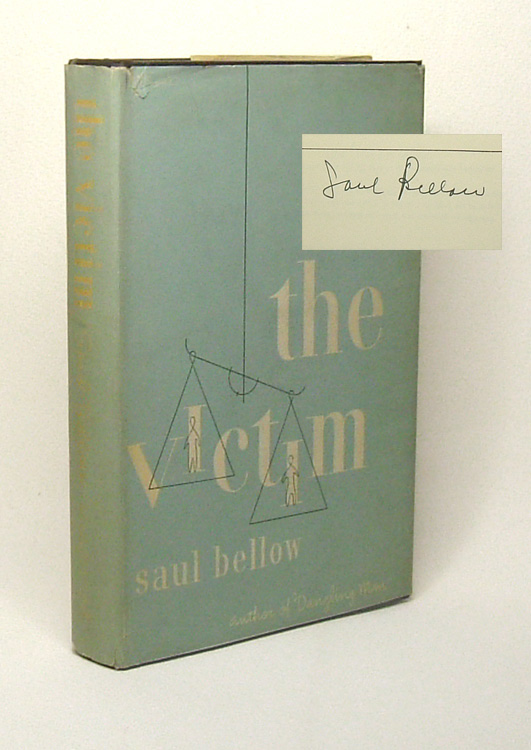 the
victim
saul bellow
author of "Dangling Man"
Saul Bellow
the victim